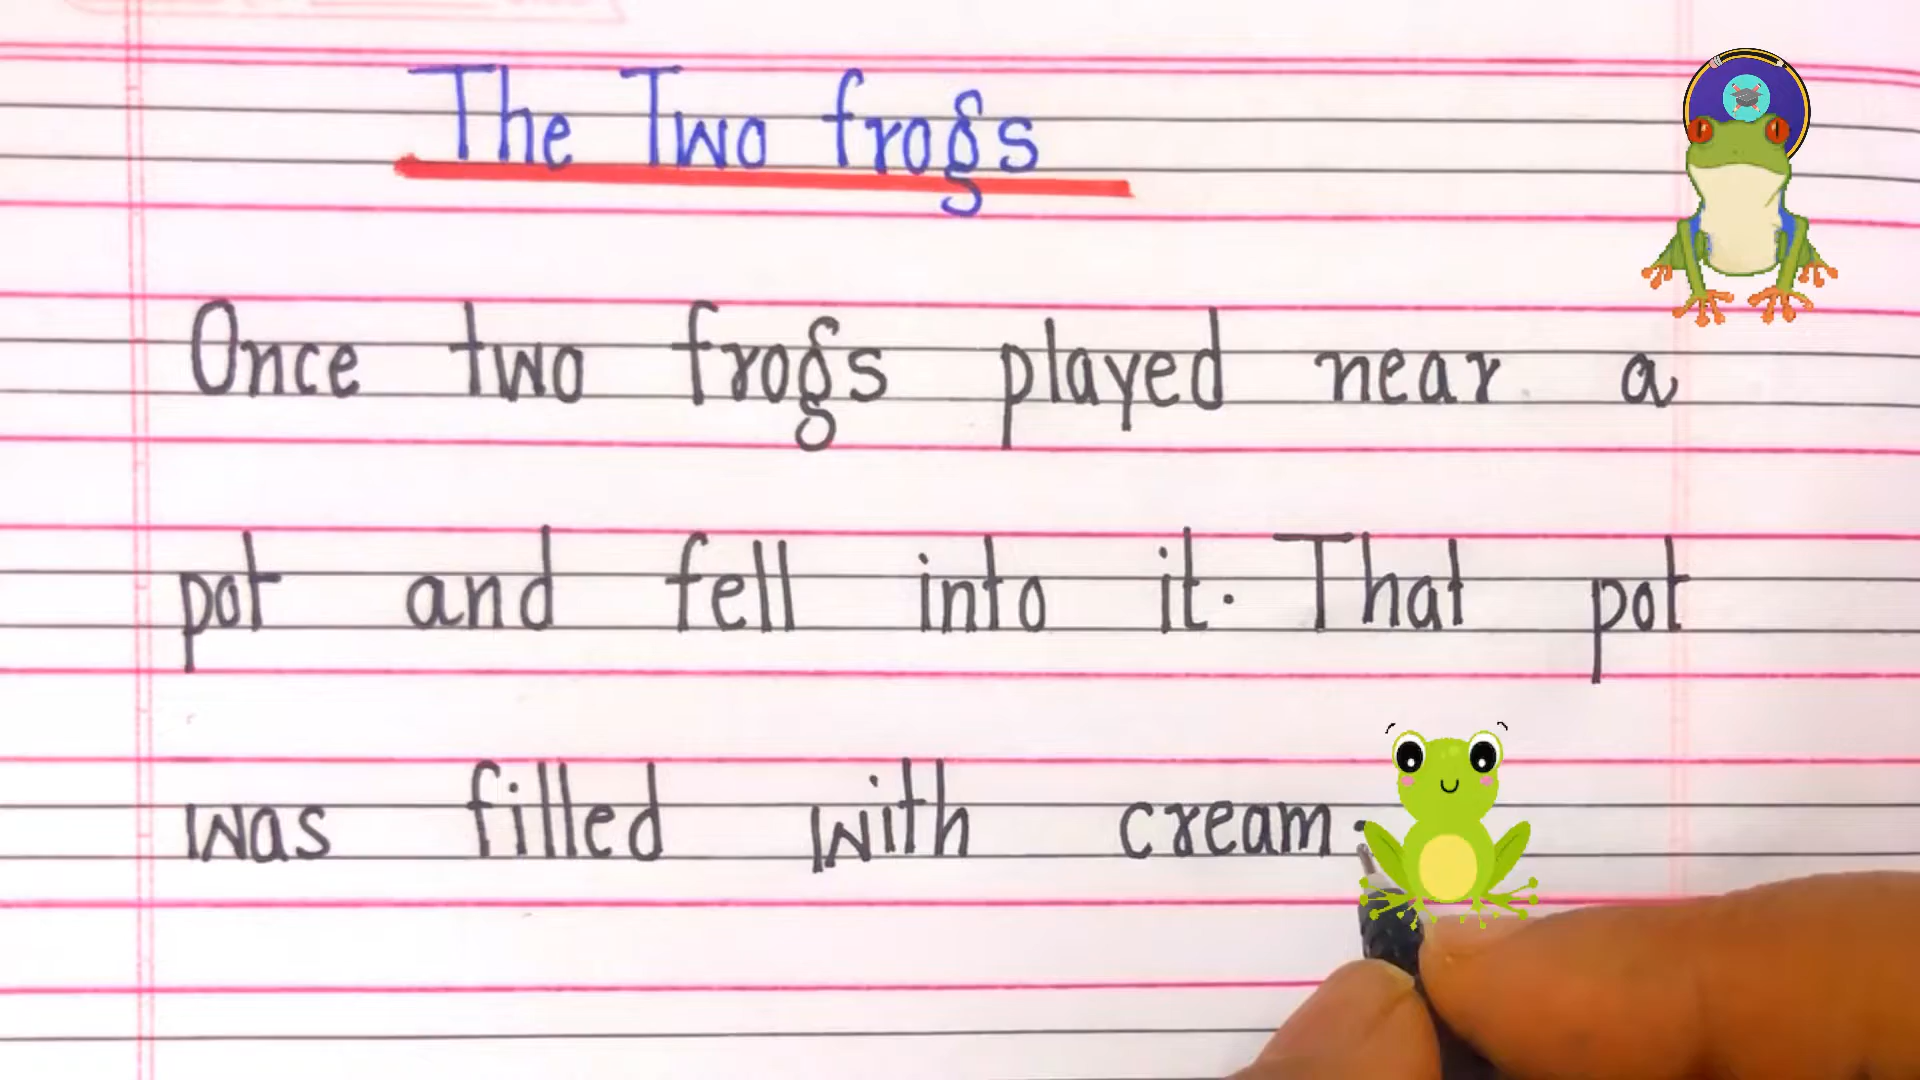 The Two frogs
Once two frogs played near a
pot and fell into it. That pot
was filled with cream.